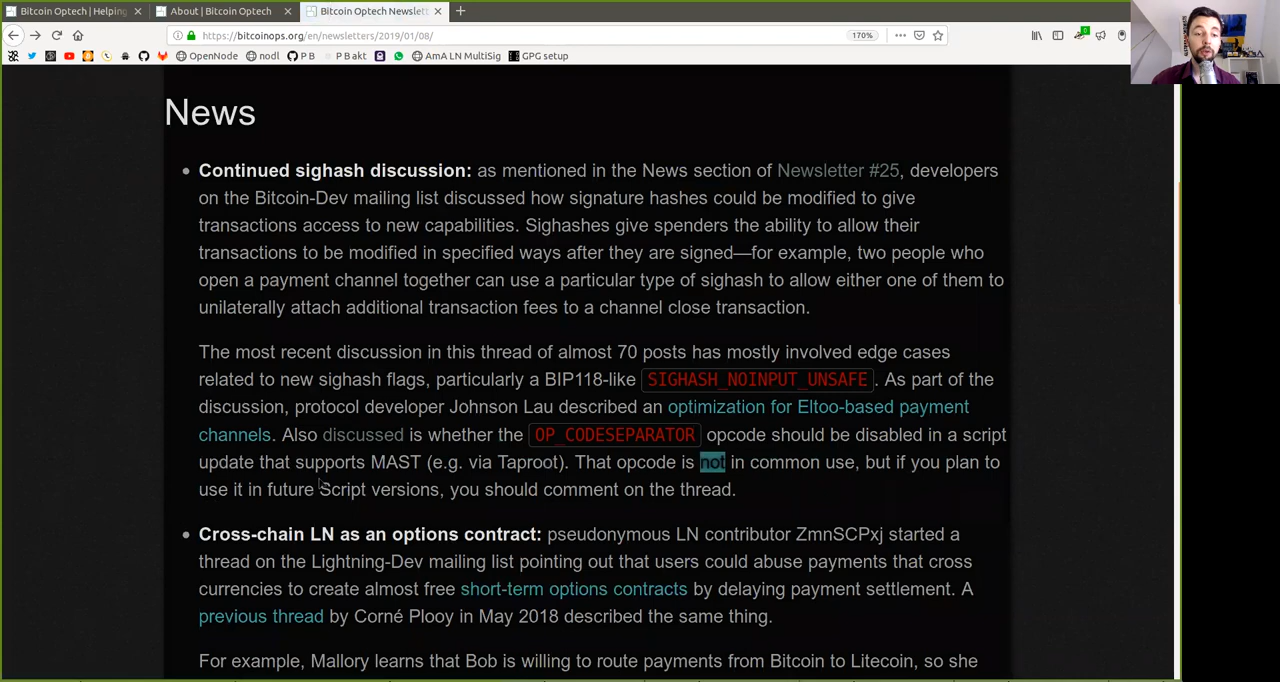 Bitcoin Optech | Helping
About | Bitcoin Optech
Bitcoin Optech Newslett
https://bitcoinops.org/en/newsletters/2019/01/08/
170%
OpenNode
nodl
P B
P B akt
AmA LN MultiSig
GPG setup
News
Continued sighash discussion: as mentioned in the News section of Newsletter #25, developers
on the Bitcoin-Dev mailing list discussed how signature hashes could be modified to give
transactions access to new capabilities. Sighashes give spenders the ability to allow their
transactions to be modified in specified ways after they are signed—for example, two people who
open a payment channel together can use a particular type of sighash to allow either one of them to
unilaterally attach additional transaction fees to a channel close transaction.
The most recent discussion in this thread of almost 70 posts has mostly involved edge cases
related to new sighash flags, particularly a BIP118-like SIGHASH_NOINPUT_UNSAFE. As part of the
discussion, protocol developer Johnson Lau described an optimization for Eltoo-based payment
channels. Also discussed is whether the OP_CODESEPARATOR opcode should be disabled in a script
update that supports MAST (e.g. via Taproot). That opcode is not in common use, but if you plan to
use it in future Script versions, you should comment on the thread.
Cross-chain LN as an options contract: pseudonymous LN contributor ZmnSCPxj started a
thread on the Lightning-Dev mailing list pointing out that users could abuse payments that cross
currencies to create almost free short-term options contracts by delaying payment settlement. A
previous thread by Corné Plooy in May 2018 described the same thing.
For example, Mallory learns that Bob is willing to route payments from Bitcoin to Litecoin, so she